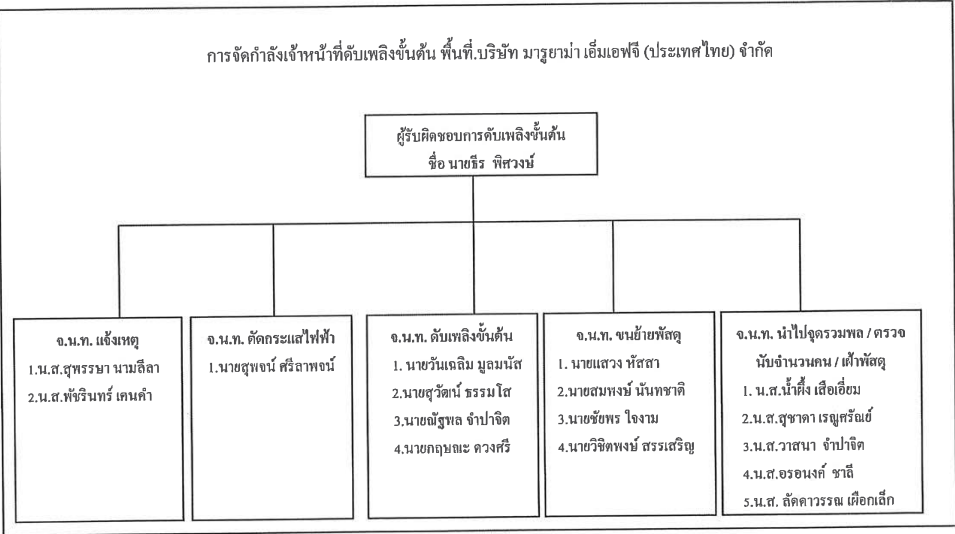 การจัดกำลังเจ้าหน้าที่ดับเพลิงขั้นต้น พื้นที่.บริษัท มารูยาม่า เอ็มเอฟจี (ประเทศไทย) จำกัด
ผู้รับผิดชอบการดับเพลิงขั้นต้น
ชื่อ นายธีร พิศวงษ์
จ.น.ท. แจ้งเหตุ
1.น.ส.สุพรรษา นามลีลา
2.น.ส.พัชรินทร์ เคนคำ
จ.น.ท. ตัดกระแสไฟฟ้า
1.นายสุพจน์ ศรีลาพจน์
จ.น.ท. ดับเพลิงขั้นต้น
1. นายวันเฉลิม มูลมนัส
2.นายสุวัฒน์ ธรรมโส
3.นายณัฐพล จำปาจิต
4.นายกฤษณะ ดวงศรี
จ.น.ท. ขนย้ายพัสดุ
1. นายแสวง หัสสา
2.นายสมพงษ์ นันทชาติ
3.นายชัยพร ใจงาม
4.นายวิชิตพงษ์ สรรเสริญ
จ.น.ท. นำไปจุดรวมพล / ตรวจ
นับจำนวนคน / เฝ้าพัสดุ
1. น.ส.น้ำผึ้ง เสือเอี่ยม
2.น.ส.สุชาดา เรณูศรัณย์
3.น.ส.วาสนา จำปาจิต
4.น.ส.อรอนงค์ ชาลี
5.น.ส. ลัดดาวรรณ เผือกเล็ก